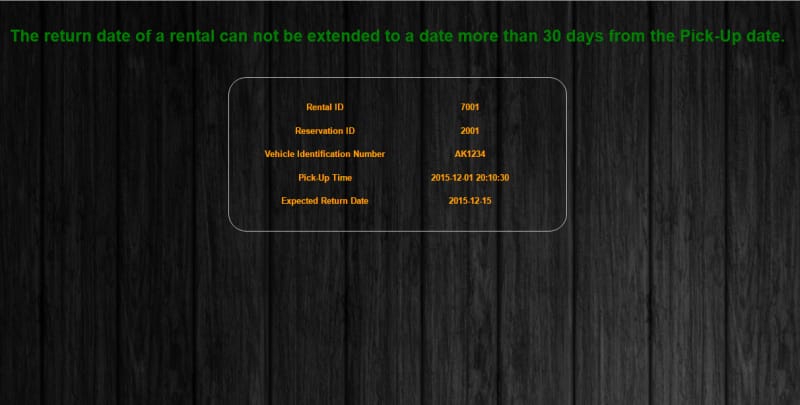 The return date of a rental can not be extended to a date more than 30 days from the Pick-Up date.
Rental ID 7001
Reservation ID 2001
Vehicle Identification Number AK1234
Pick-Up Time 2015-12-01 20:10:30
Expected Return Date 2015-12-15